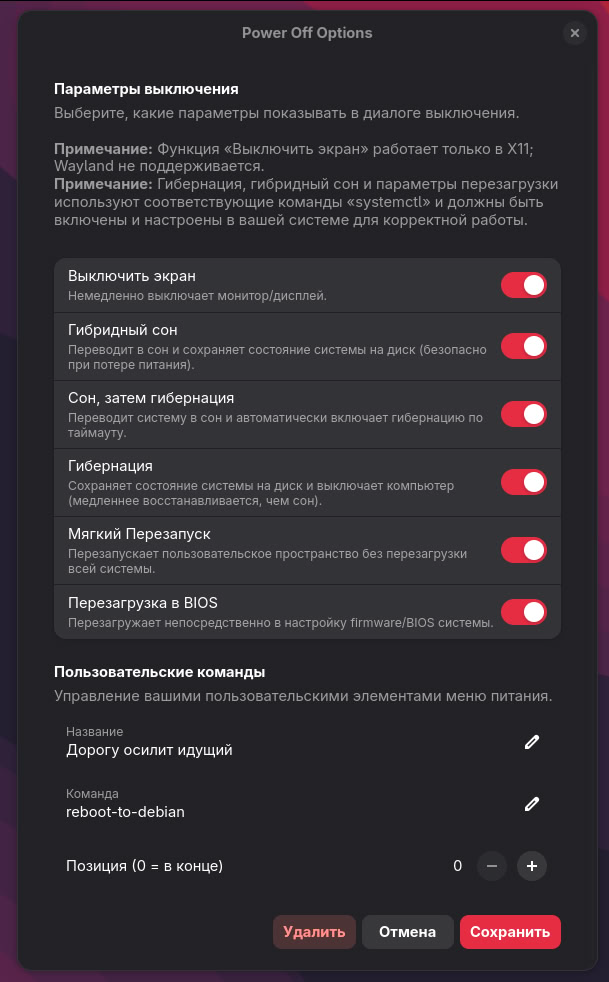 Power Off Options
Параметры выключения
Выберите, какие параметры показывать в диалоге выключения.
Примечание: Функция «Выключить экран» работает только в X11;
Wayland не поддерживается.
Примечание: Гибернация, гибридный сон и параметры перезагрузки
используют соответствующие команды «systemctl» и должны быть
включены и настроены в вашей системе для корректной работы.
Выключить экран
Немедленно выключает монитор/дисплей.
Гибридный сон
Переводит в сон и сохраняет состояние системы на диск (безопасно
при потере питания).
Сон, затем гибернация
Переводит систему в сон и автоматически включает гибернацию по
таймауту.
Гибернация
Сохраняет состояние системы на диск и выключает компьютер
(медленнее восстанавливается, чем сон).
Мягкий Перезапуск
Перезапускает пользовательское пространство без перезагрузки
всей системы.
Перезагрузка в BIOS
Перезагружает непосредственно в настройку firmware/BIOS системы.
Пользовательские команды
Управление вашими пользовательскими элементами меню питания.
Название
Дорогу осилит идущий
Команда
reboot-to-debian
Позиция (0 = в конце) 0
Удалить Отмена Сохранить